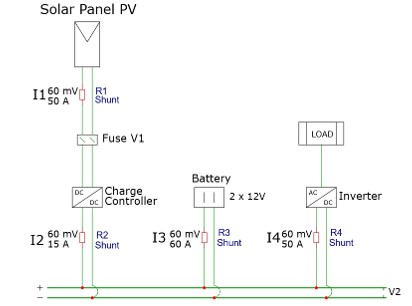 Solar Panel PV
I1 60 mV R1
50 A Shunt
Fuse V1
LOAD
Battery
DC Charge
DC Controller
2 x 12V
AC Inverter
DC
I2 60 mV R2
15 A Shunt
I3 60 mV R3
60 A Shunt
I4 60 mV R4
50 A Shunt
+
−
V2